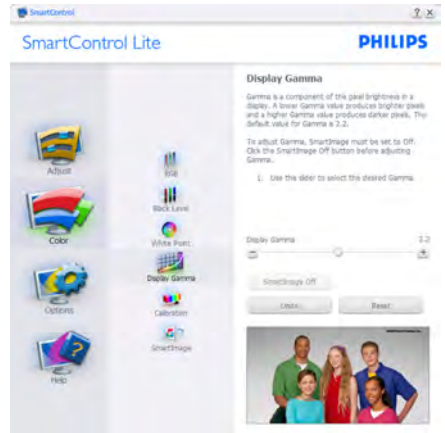 SmartControl
SmartControl Lite
PHILIPS
Display Gamma
Gamma is a component of the pixel brightness in a
display. A lower Gamma value produces brighter pixels
and a higher Gamma value produces darker pixels. The
default value for Gamma is 2.2.
To adjust Gamma, SmartImage must be set to Off.
Click the SmartImage Off button before adjusting
Gamma.
1. Use the slider to select the desired Gamma.
Adjust
Color
Options
Help
RGB
Black Level
White Point
Display Gamma
Calibration
SmartImage
Display Gamma 2.2
SmartImage Off
Undo Reset